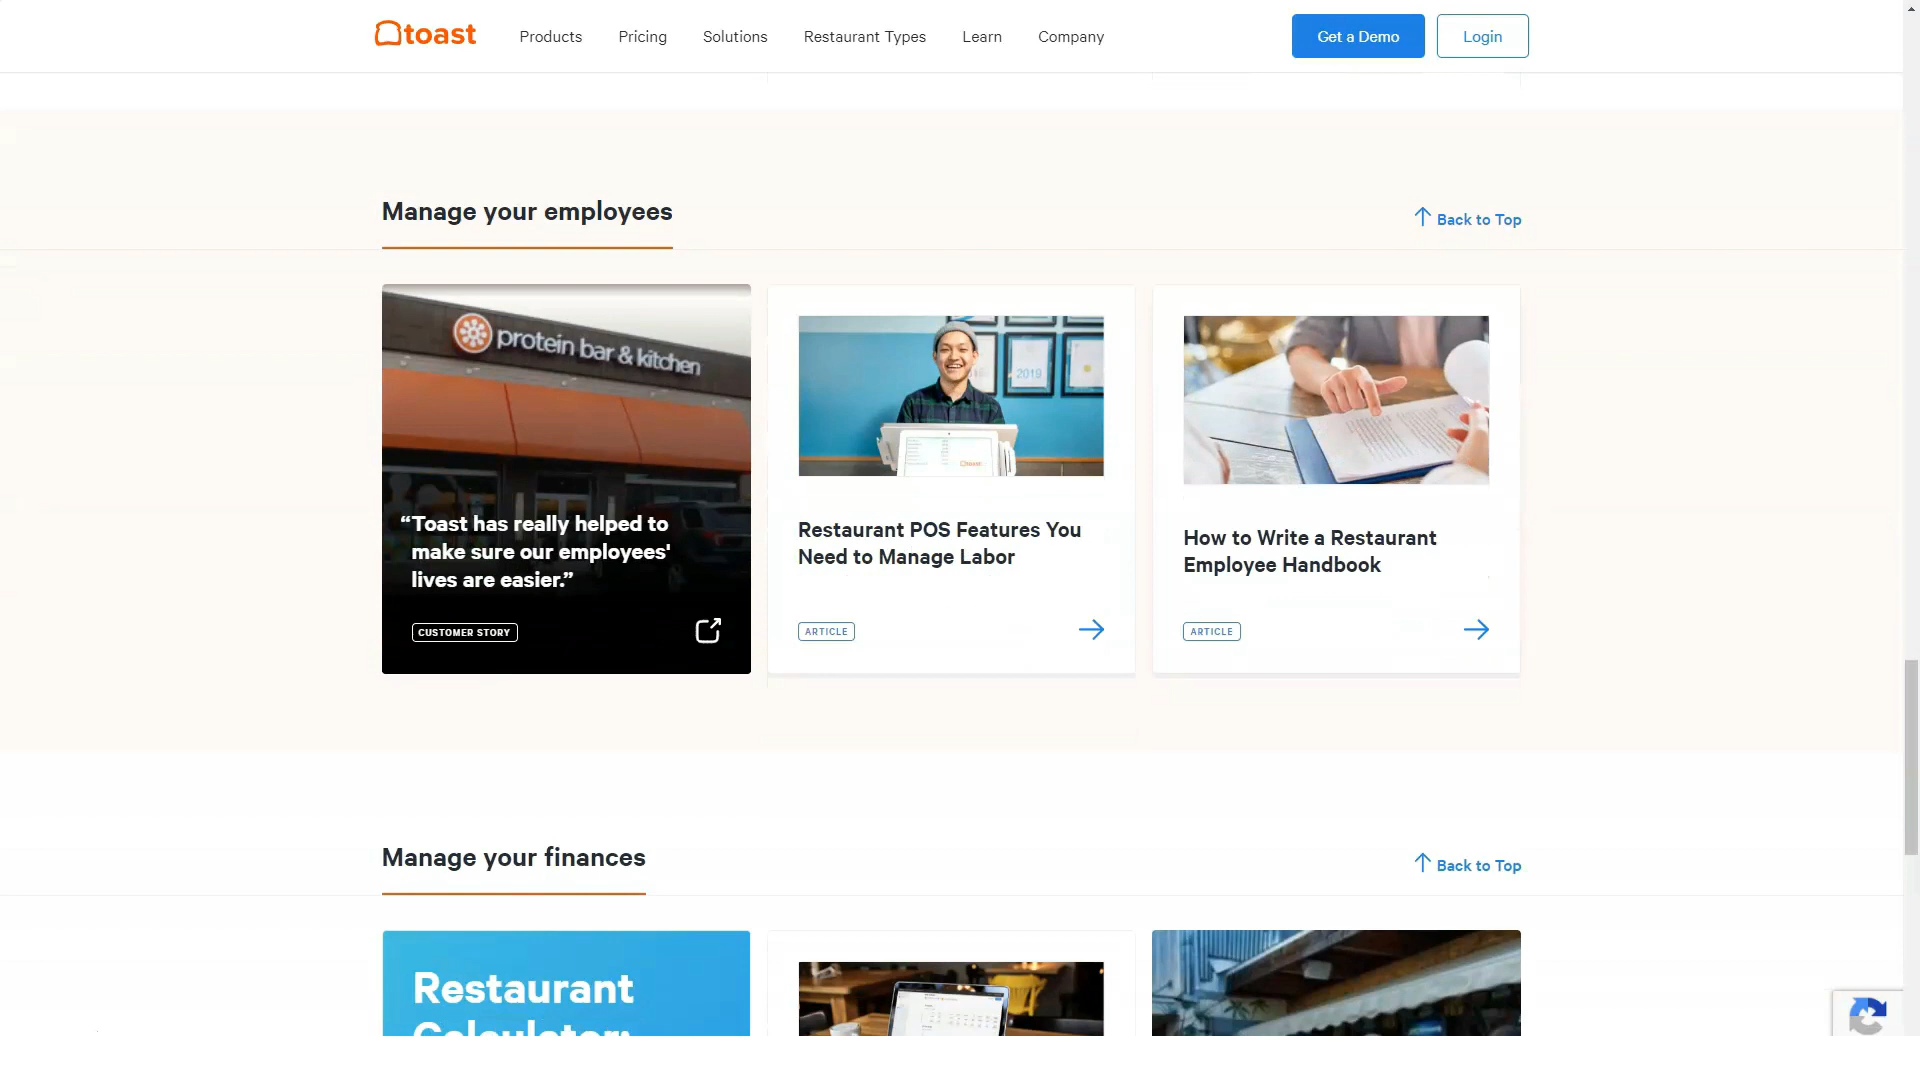 toast
Products
Pricing
Solutions
Restaurant Types
Learn
Company
Get a Demo
Login
Manage your employees
Back to Top
protein bar & kitchen
“Toast has really helped to
make sure our employees'
lives are easier.”
CUSTOMER STORY
2019
toast
Restaurant POS Features You
Need to Manage Labor
ARTICLE
How to Write a Restaurant
Employee Handbook
ARTICLE
Manage your finances
Back to Top
Restaurant
Calculator: